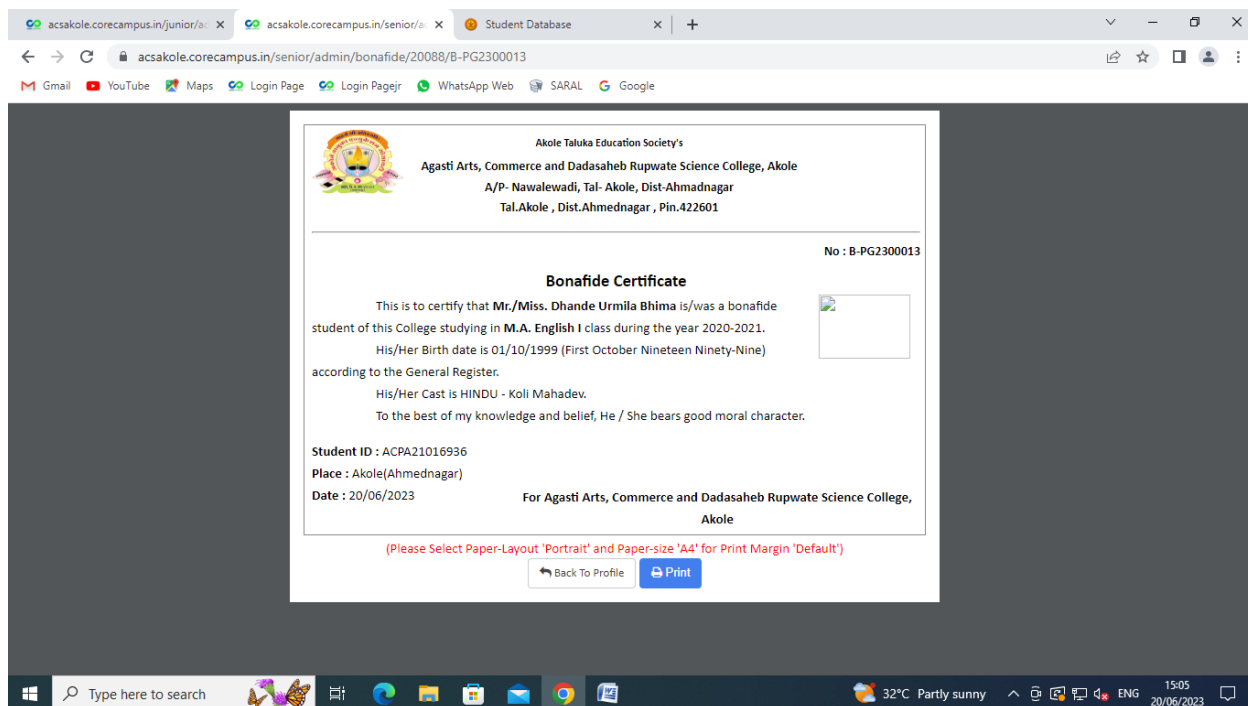 acsakole.corecampus.in/junior/ac
acsakole.corecampus.in/senior/ac
Student Database
acsakole.corecampus.in/senior/admin/bonafide/20088/B-PG2300013
Gmail YouTube Maps Login Page Login Pagejr WhatsApp Web SARAL Google
Akole Taluka Education Society's
Agasti Arts, Commerce and Dadasaheb Rupwate Science College, Akole
A/P- Nawalewadi, Tal- Akole, Dist-Ahmadnagar
Tal.Akole , Dist.Ahmednagar , Pin.422601
No : B-PG2300013
Bonafide Certificate
This is to certify that Mr./Miss. Dhande Urmila Bhima is/was a bonafide
student of this College studying in M.A. English I class during the year 2020-2021.
His/Her Birth date is 01/10/1999 (First October Nineteen Ninety-Nine)
according to the General Register.
His/Her Cast is HINDU - Koli Mahadev.
To the best of my knowledge and belief, He / She bears good moral character.
Student ID : ACPA21016936
Place : Akole(Ahmednagar)
Date : 20/06/2023
For Agasti Arts, Commerce and Dadasaheb Rupwate Science College,
Akole
(Please Select Paper-Layout 'Portrait' and Paper-size 'A4' for Print Margin 'Default')
Back To Profile Print
Type here to search
32°C Partly sunny
ENG
15:05
20/06/2023